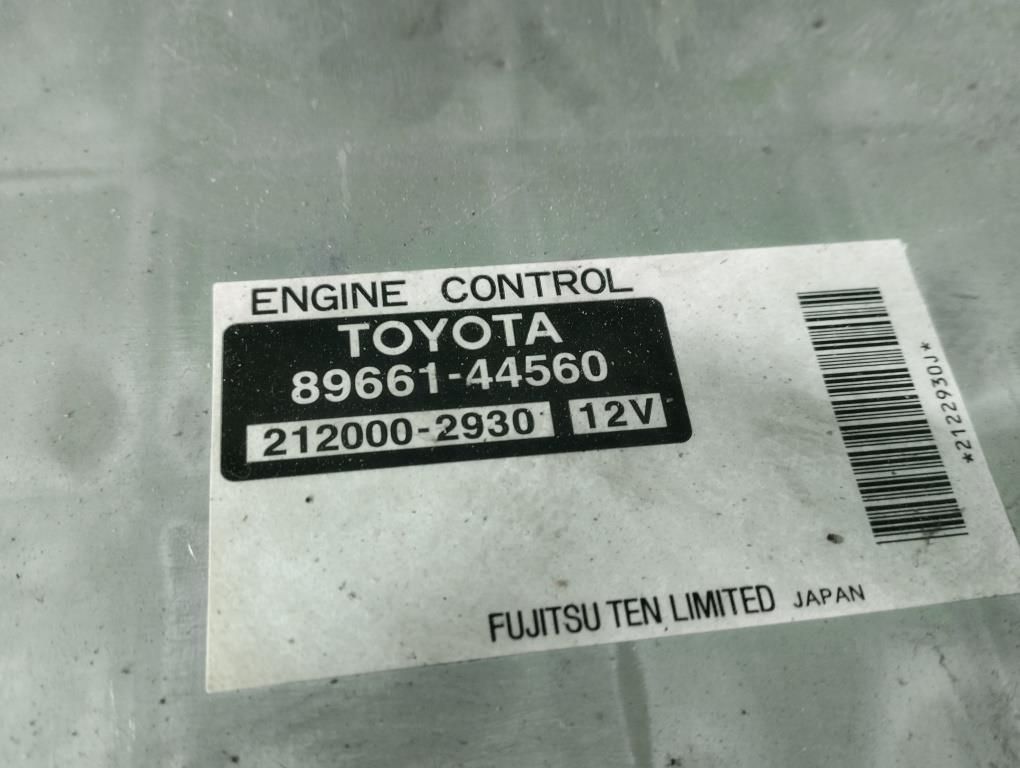 ENGINE CONTROL
TOYOTA
89661-44560
212000-2930 12V
*2122930J*
FUJITSU TEN LIMITED JAPAN